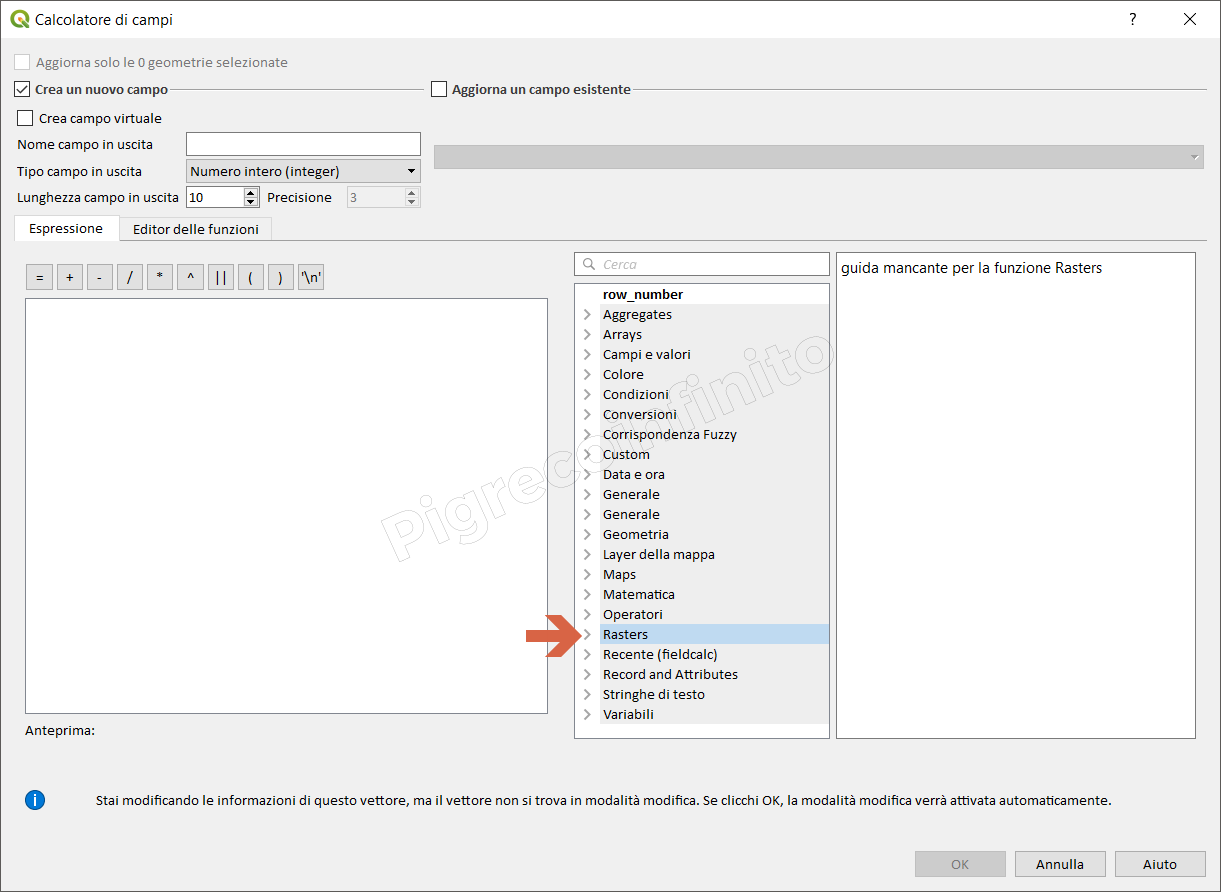 Calcolatore di campi
?
Aggiorna solo le 0 geometrie selezionate
Crea un nuovo campo
Aggiorna un campo esistente
Crea campo virtuale
Nome campo in uscita
Tipo campo in uscita
Numero intero (integer)
Lunghezza campo in uscita
10
Precisione
3
Espressione
Editor delle funzioni
= + - / * ^ || ( ) '\n'
Cerca
row_number
Aggregates
Arrays
Campi e valori
Colore
Condizioni
Conversioni
Corrispondenza Fuzzy
Custom
Data e ora
Generale
Generale
Geometria
Layer della mappa
Maps
Matematica
Operatori
Rasters
Recente (fieldcalc)
Record and Attributes
Stringhe di testo
Variabili
guida mancante per la funzione Rasters
Pigrecoinfinito
Anteprima:
Stai modificando le informazioni di questo vettore, ma il vettore non si trova in modalità modifica. Se clicchi OK, la modalità modifica verrà attivata automaticamente.
OK
Annulla
Aiuto